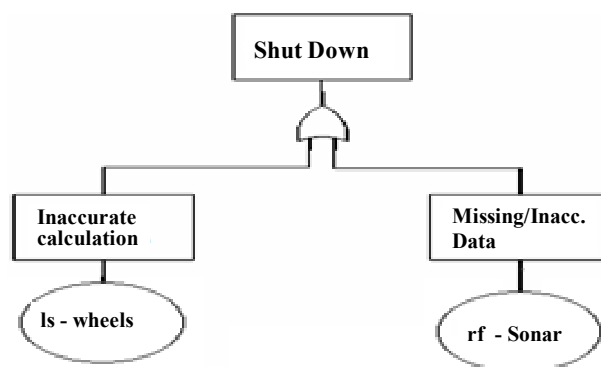 Shut Down
Inaccurate
calculation
Missing/Inacc.
Data
ls - wheels
rf - Sonar